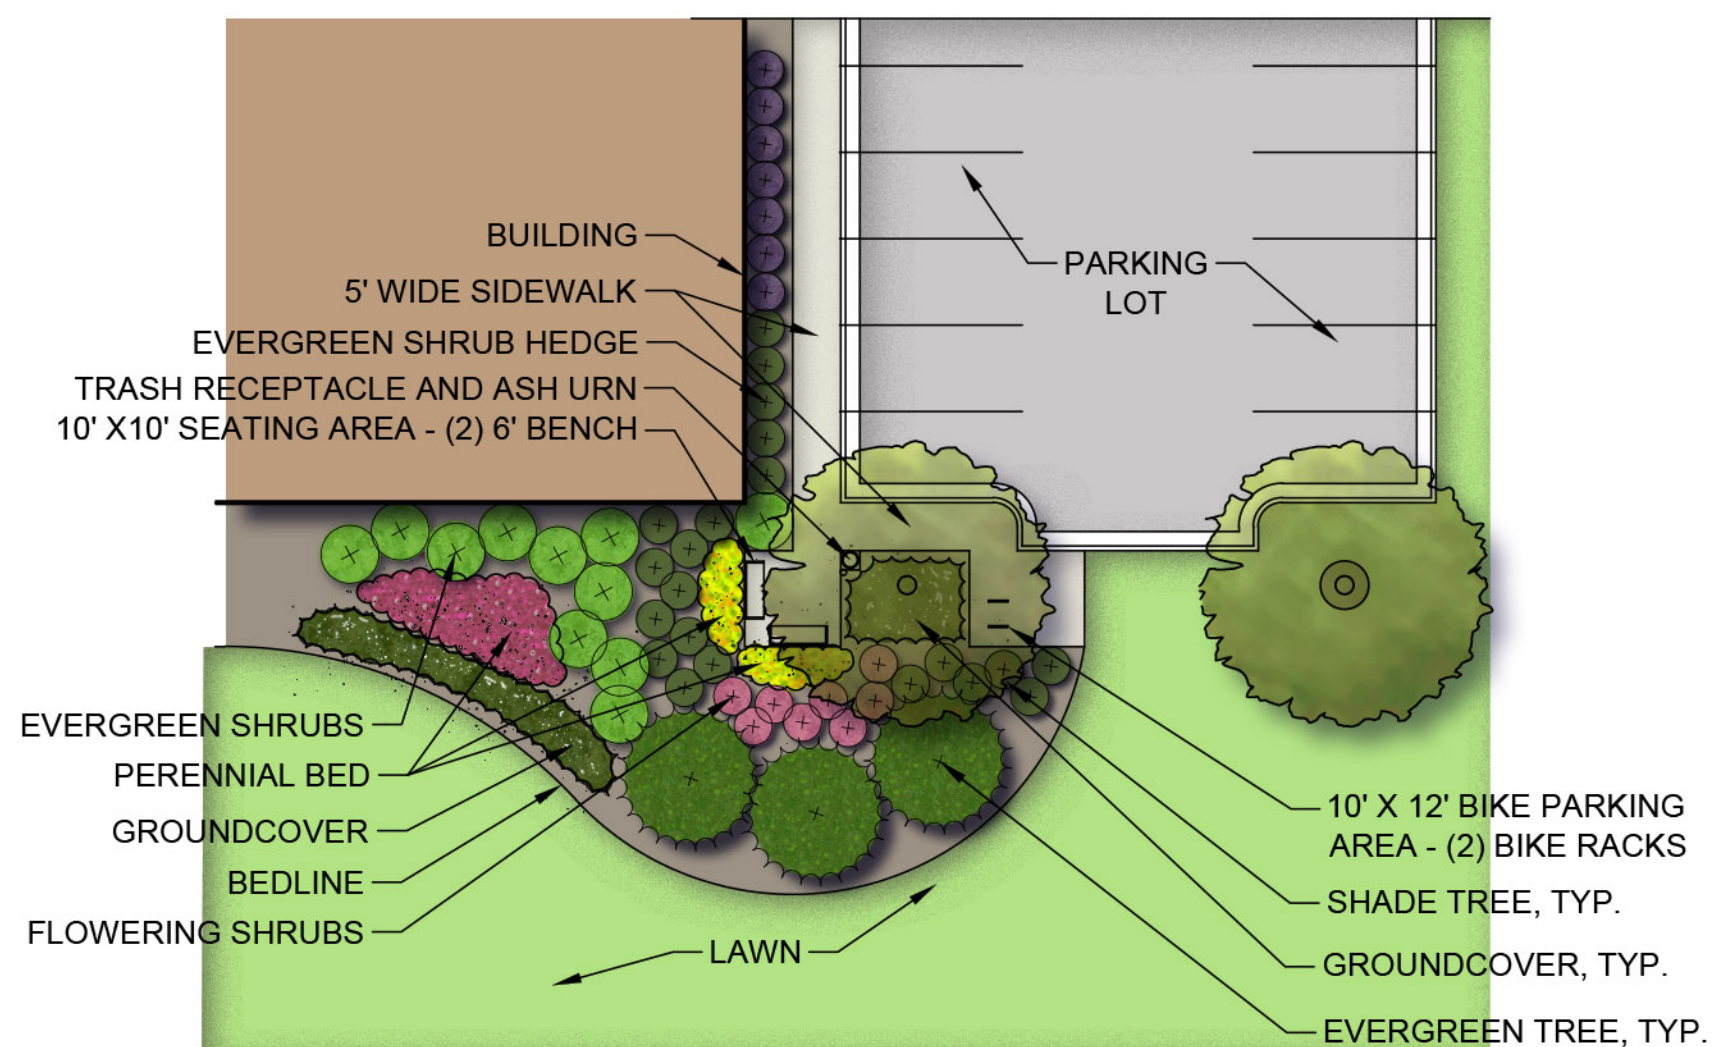 BUILDING
5' WIDE SIDEWALK
EVERGREEN SHRUB HEDGE
TRASH RECEPTACLE AND ASH URN
10' X10' SEATING AREA - (2) 6' BENCH
PARKING
LOT
EVERGREEN SHRUBS
PERENNIAL BED
GROUNDCOVER
BEDLINE
FLOWERING SHRUBS
LAWN
10' X 12' BIKE PARKING
AREA - (2) BIKE RACKS
SHADE TREE, TYP.
GROUNDCOVER, TYP.
EVERGREEN TREE, TYP.